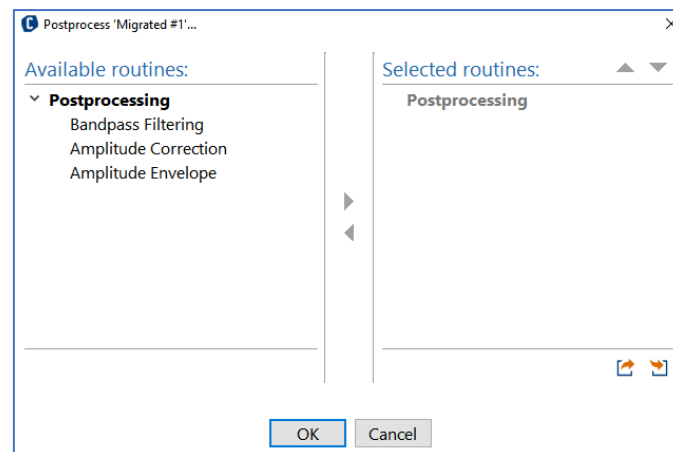 Postprocess 'Migrated #1'...
Available routines:
Postprocessing
Bandpass Filtering
Amplitude Correction
Amplitude Envelope
Selected routines:
Postprocessing
OK
Cancel